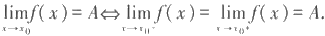 lim_{x→x₀} f(x) = A ⇔ lim_{x→x₀⁻} f(x) = lim_{x→x₀⁺} f(x) = A.